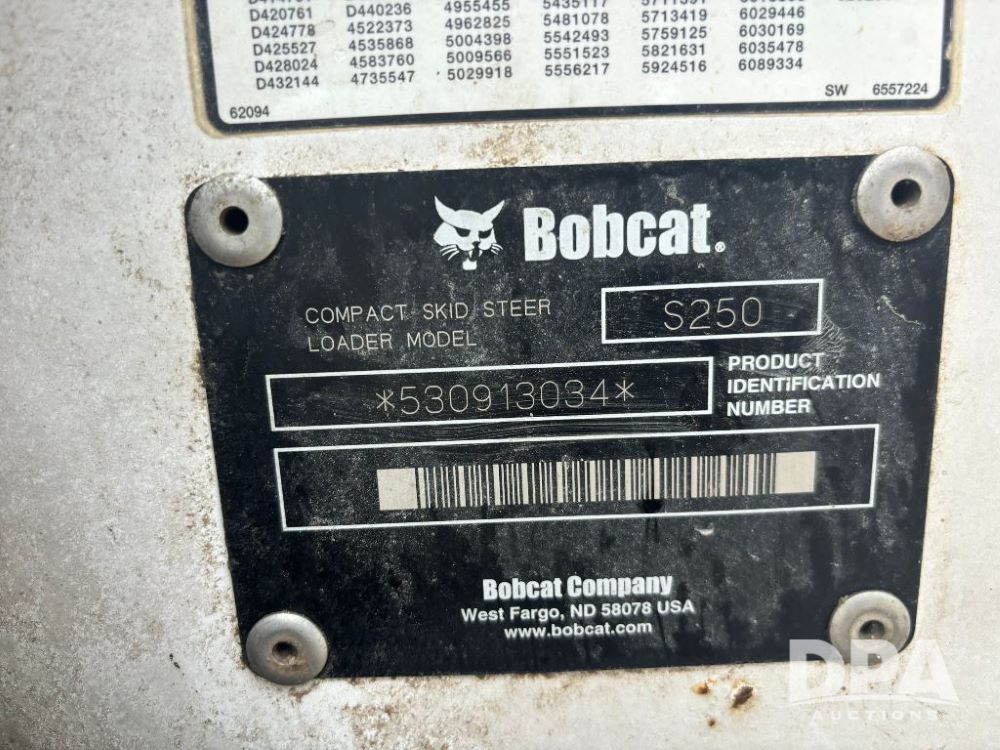 D420761 D440236 4955455 5435117 5711391
D424778 4522373 4962825 5481078 5713419 6029446
D425527 4535868 5004398 5542493 5759125 6030169
D428024 4583760 5009566 5551523 5821631 6035478
D432144 4735547 5029918 5556217 5924516 6089334
SW 6557224
62094
Bobcat®
COMPACT SKID STEER
LOADER MODEL
S250
*530913034*
PRODUCT
IDENTIFICATION
NUMBER
Bobcat Company
West Fargo, ND 58078 USA
www.bobcat.com
DPA
AUCTIONS